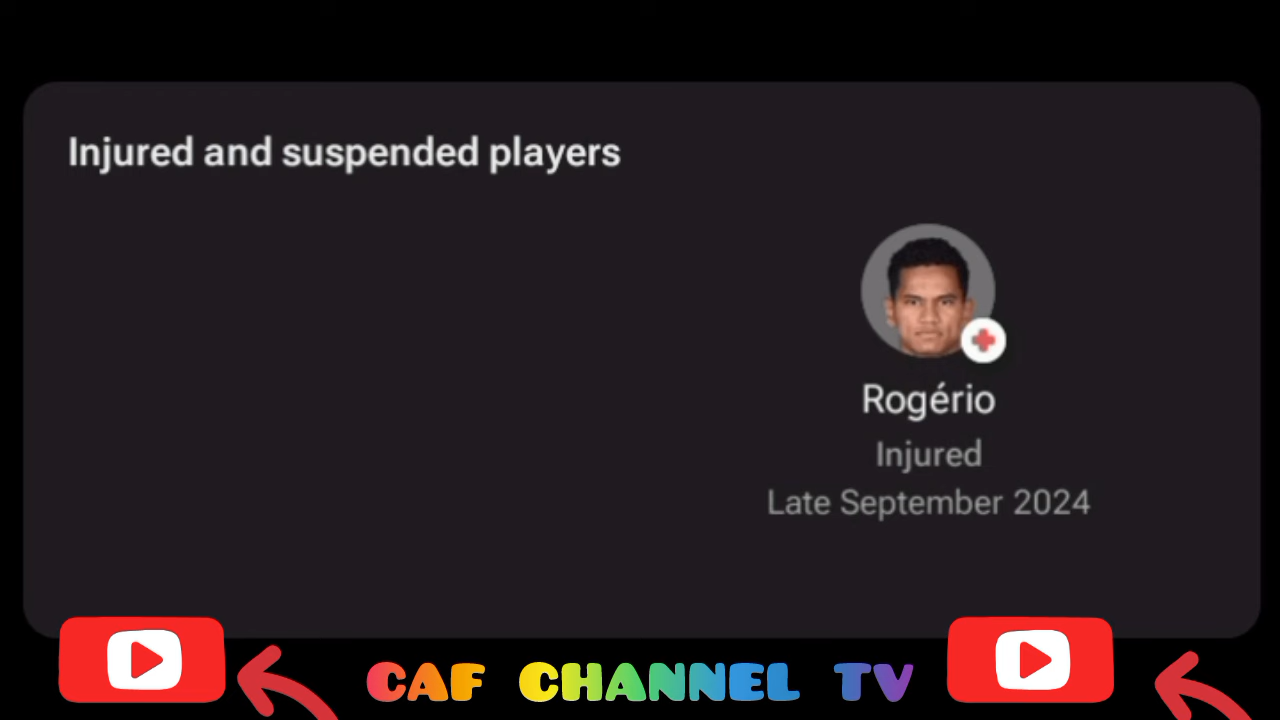 Injured and suspended players
Rogério
Injured
Late September 2024
CAF CHANNEL TV